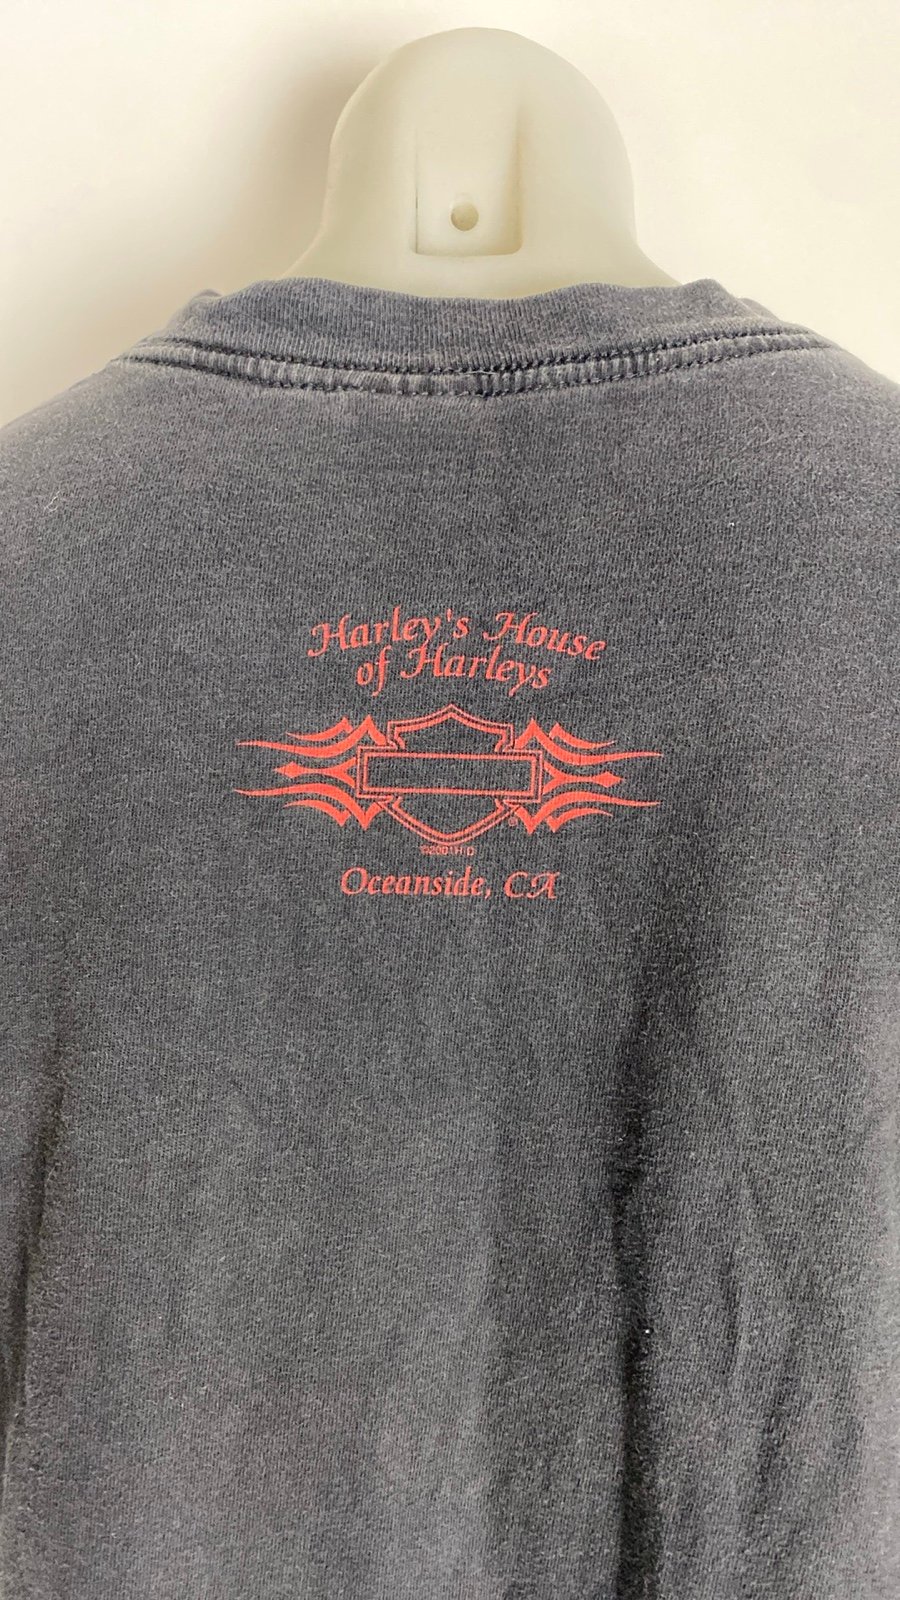 Harley's House
of Harleys
®
©2001 H-D
Oceanside, CA